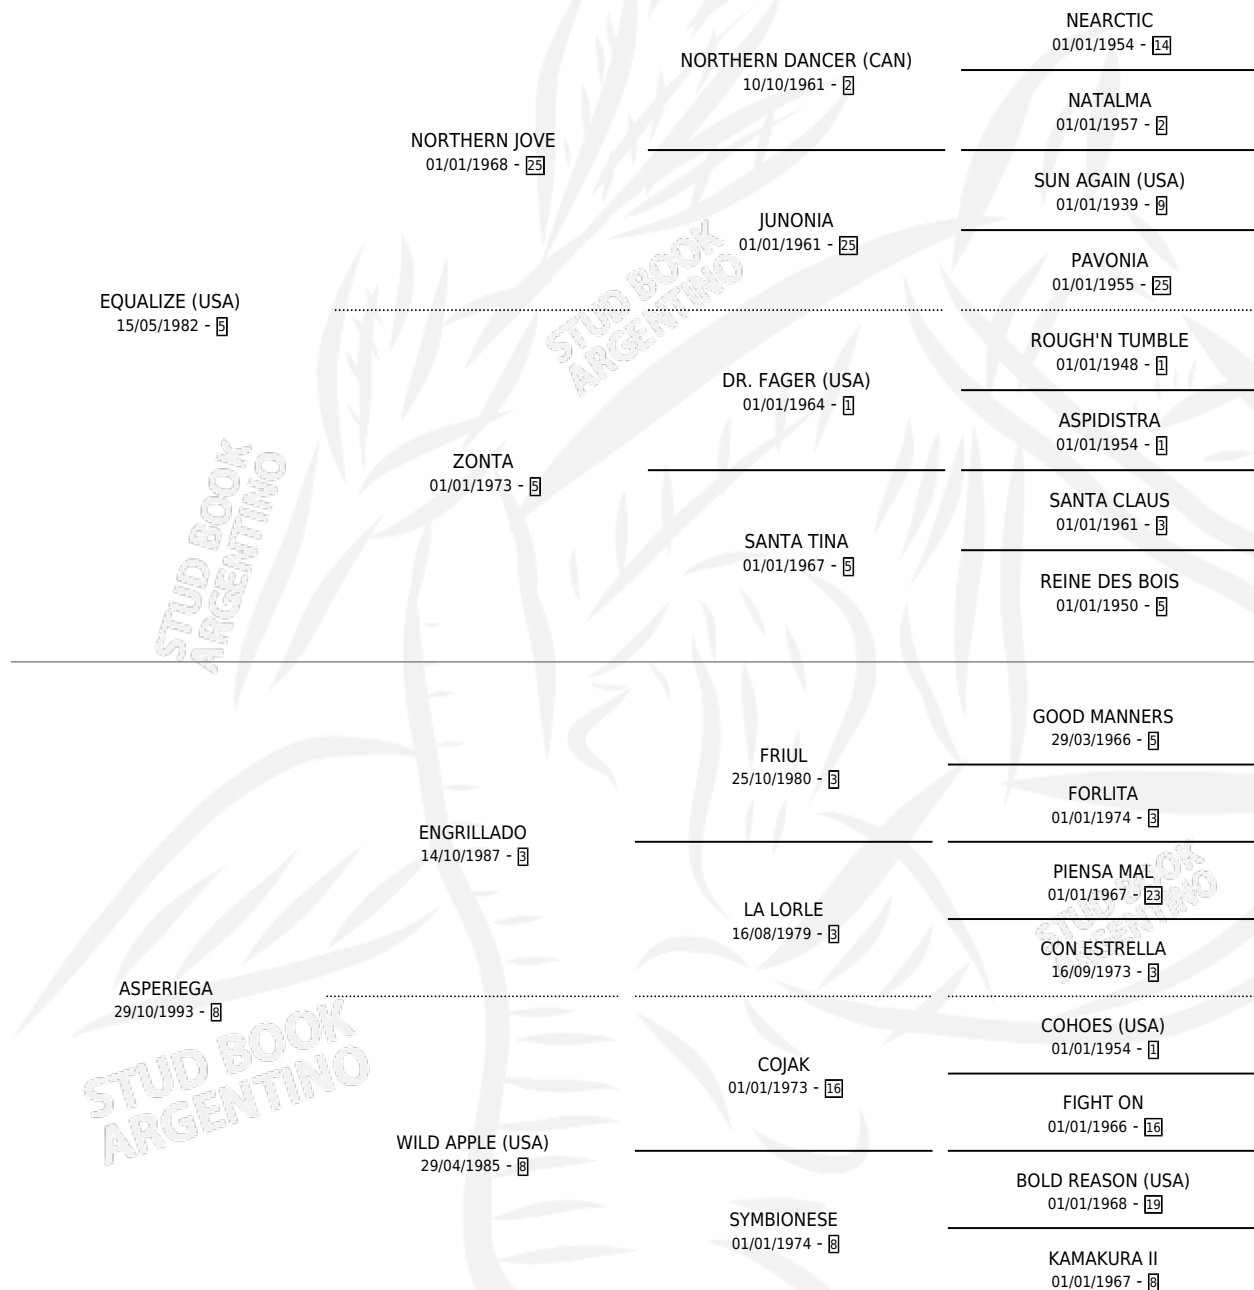 NEARCTIC
01/01/1954 - 14
NORTHERN DANCER (CAN)
10/10/1961 - 2
NATALMA
01/01/1957 - 2
NORTHERN JOVE
01/01/1968 - 25
SUN AGAIN (USA)
01/01/1939 - 9
JUNONIA
01/01/1961 - 25
PAVONIA
01/01/1955 - 25
EQUALIZE (USA)
15/05/1982 - 5
STUD BOOK
ARGENTINO
ROUGH'N TUMBLE
01/01/1948 - 1
DR. FAGER (USA)
01/01/1964 - 1
ASPIDISTRA
01/01/1954 - 1
ZONTA
01/01/1973 - 5
SANTA CLAUS
01/01/1961 - 3
SANTA TINA
01/01/1967 - 5
REINE DES BOIS
01/01/1950 - 5
STUD BOOK
ARGENTINO
GOOD MANNERS
29/03/1966 - 5
FRIUL
25/10/1980 - 3
FORLITA
01/01/1974 - 3
ENGRILLADO
14/10/1987 - 3
PIENSA MAL
01/01/1967 - 23
LA LORLE
16/08/1979 - 3
STUD BOOK
ARGENTINO
CON ESTRELLA
16/09/1973 - 3
ASPERIEGA
29/10/1993 - 8
STUD BOOK
ARGENTINO
COHOES (USA)
01/01/1954 - 1
COJAK
01/01/1973 - 16
FIGHT ON
01/01/1966 - 16
WILD APPLE (USA)
29/04/1985 - 8
BOLD REASON (USA)
01/01/1968 - 19
SYMBIONESE
01/01/1974 - 8
KAMAKURA II
01/01/1967 - 8